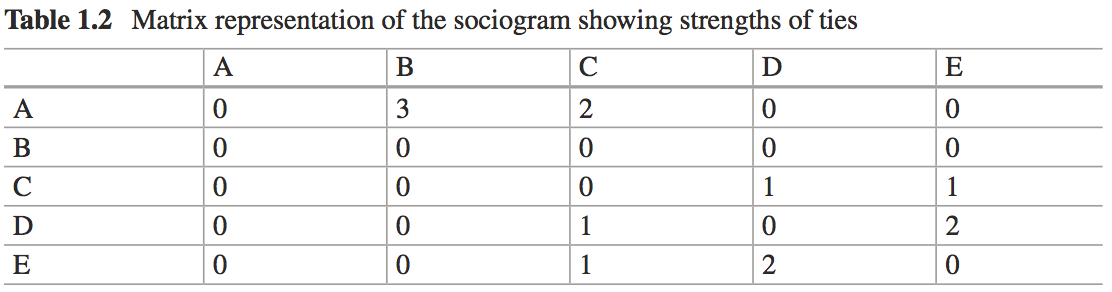 Table 1.2 Matrix representation of the sociogram showing strengths of ties
A B C D E
A 0 3 2 0 0
B 0 0 0 0 0
C 0 0 0 1 1
D 0 0 1 0 2
E 0 0 1 2 0